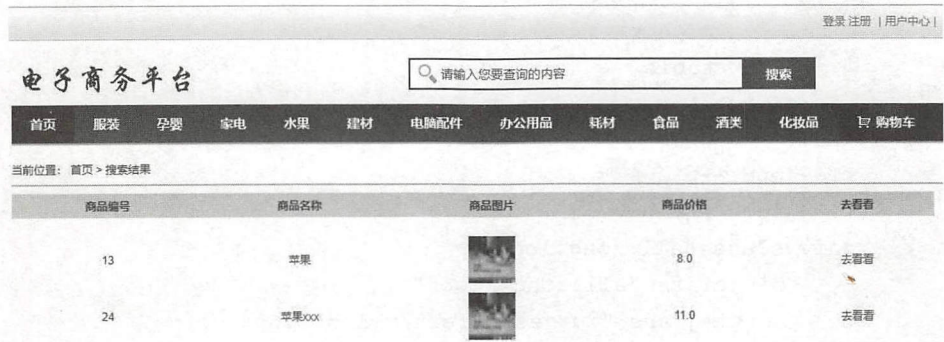 登录 注册 | 用户中心 |
电子商务平台
请输入您要查询的内容 搜索
首页 服装 孕婴 家电 水果 建材 电脑配件 办公用品 耗材 食品 酒类 化妆品 购物车
当前位置: 首页 > 搜索结果
商品编号 商品名称 商品图片 商品价格 去看看
13 苹果 8.0 去看看
24 苹果xxx 11.0 去看看